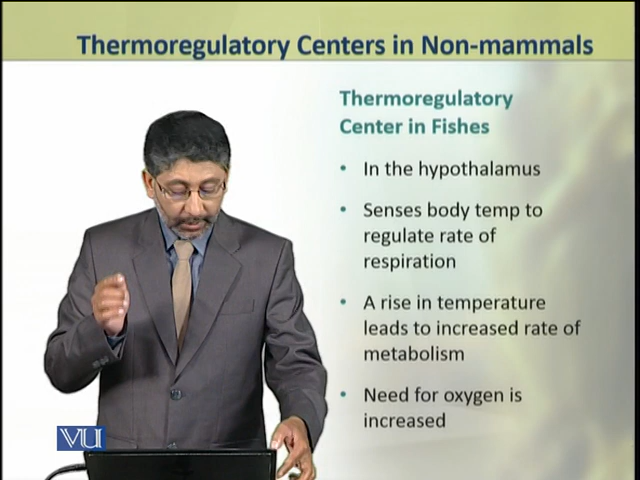 Thermoregulatory Centers in Non-mammals
Thermoregulatory
Center in Fishes
• In the hypothalamus
• Senses body temp to
regulate rate of
respiration
• A rise in temperature
leads to increased rate of
metabolism
• Need for oxygen is
increased
VU